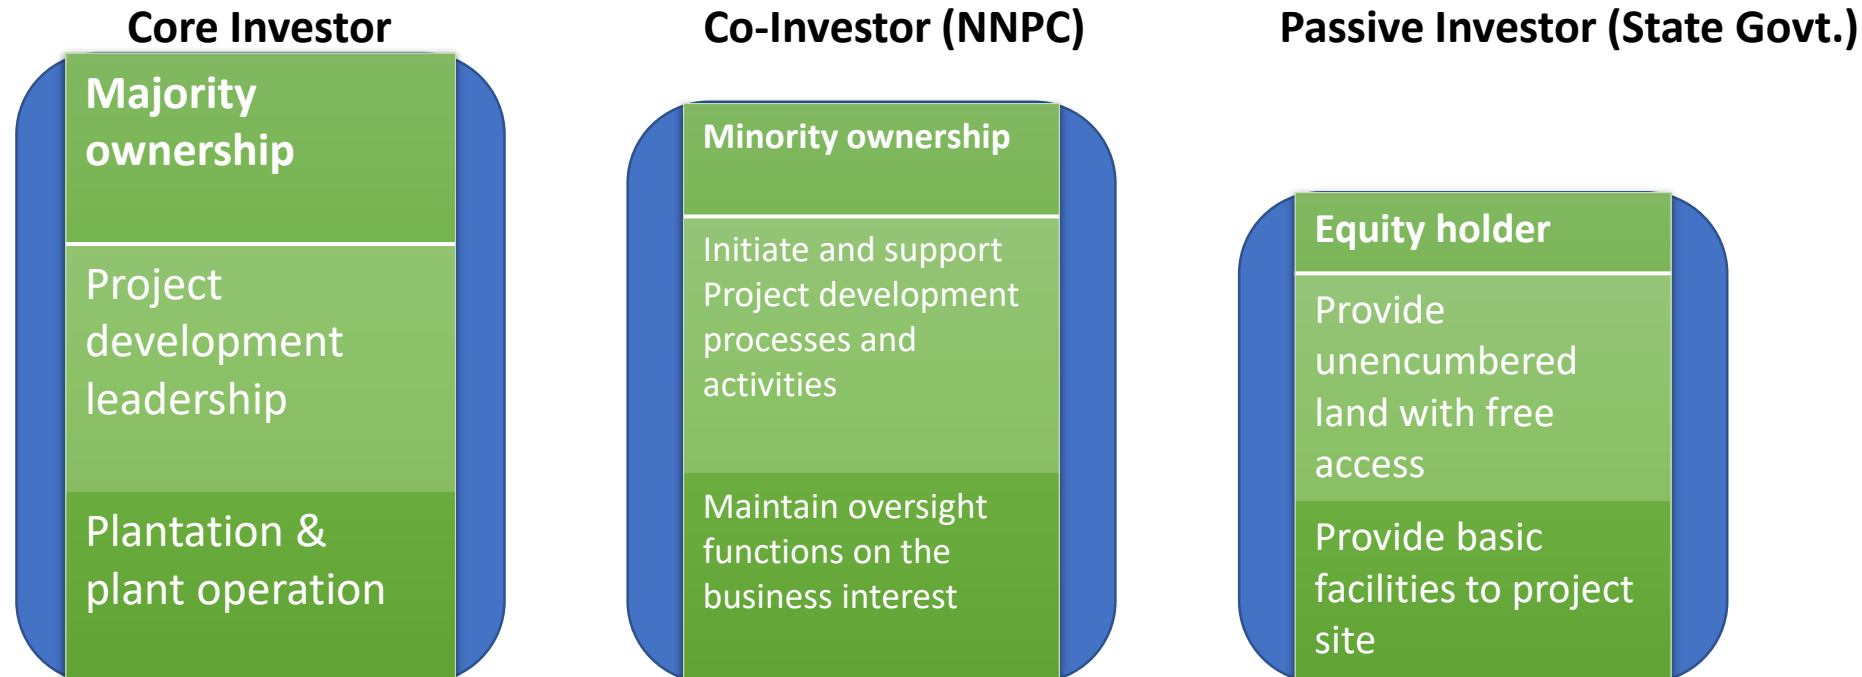 Core Investor
Majority
ownership
Project
development
leadership
Plantation &
plant operation
Co-Investor (NNPC)
Minority ownership
Initiate and support
Project development
processes and
activities
Maintain oversight
functions on the
business interest
Passive Investor (State Govt.)
Equity holder
Provide
unencumbered
land with free
access
Provide basic
facilities to project
site